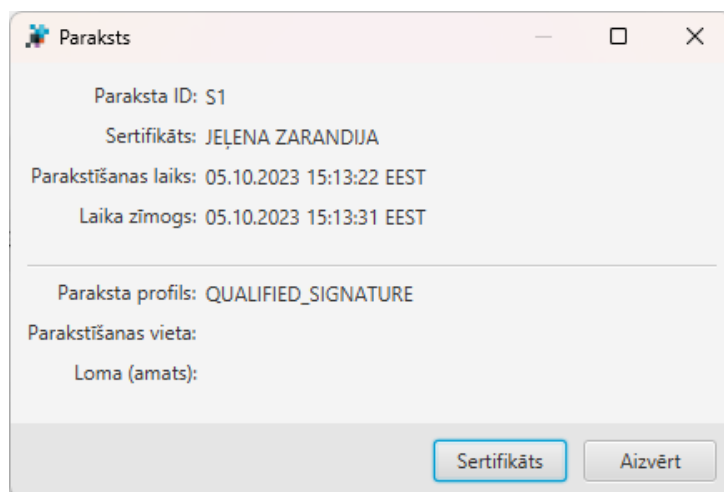 Paraksts
Paraksta ID: S1
Sertifikāts: JEĻENA ZARANDIJA
Parakstīšanas laiks: 05.10.2023 15:13:22 EEST
Laika zīmogs: 05.10.2023 15:13:31 EEST
Paraksta profils: QUALIFIED_SIGNATURE
Parakstīšanas vieta:
Loma (amats):
Sertifikāts Aizvērt